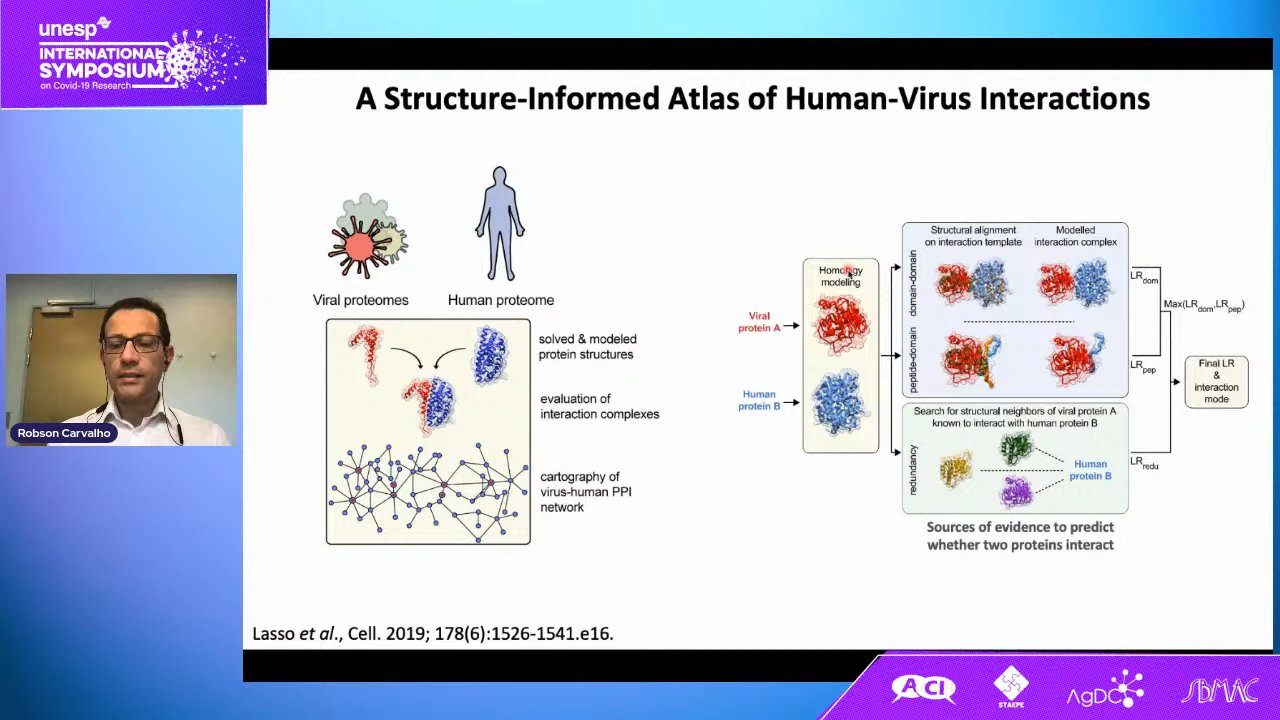 unesp
INTERNATIONAL
SYMPOSIUM
on Covid-19 Research
A Structure-Informed Atlas of Human-Virus Interactions
Viral proteomes
Human proteome
solved & modeled
protein structures
evaluation of
interaction complexes
cartography of
virus-human PPI
network
Viral
protein A
Human
protein B
Homology
modeling
Structural alignment
on interaction template
Modelled
interaction complex
domain-domain
peptide-domain
LRdom
LRpep
Max(LRdom,LRpep)
Final LR
&
interaction
mode
Search for structural neighbors of viral protein A
known to interact with human protein B
redundancy
Human
protein B
LRredu
Sources of evidence to predict
whether two proteins interact
Lasso et al., Cell. 2019; 178(6):1526-1541.e16.
Robson Carvalho
ACI
STAEPE
AgDC
SBMAC